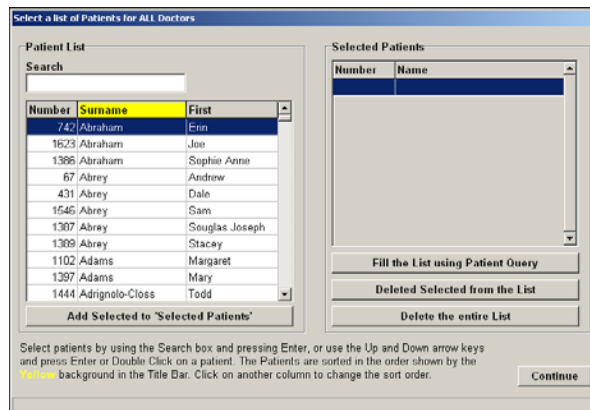 Select a list of Patients for ALL Doctors
Patient List
Search
Number Surname First
742 Abraham Erin
1623 Abraham Joe
1386 Abraham Sophie Anne
67 Abrey Andrew
431 Abrey Dale
1546 Abrey Sam
1387 Abrey Souglas Joseph
1389 Abrey Stacey
1102 Adams Margaret
1397 Adams Mary
1444 Adrignolo-Closs Todd
Add Selected to 'Selected Patients'
Selected Patients
Number Name
Fill the List using Patient Query
Deleted Selected from the List
Delete the entire List
Select patients by using the Search box and pressing Enter, or use the Up and Down arrow keys
and press Enter or Double Click on a patient. The Patients are sorted in the order shown by the
Yellow background in the Title Bar. Click on another column to change the sort order.
Continue